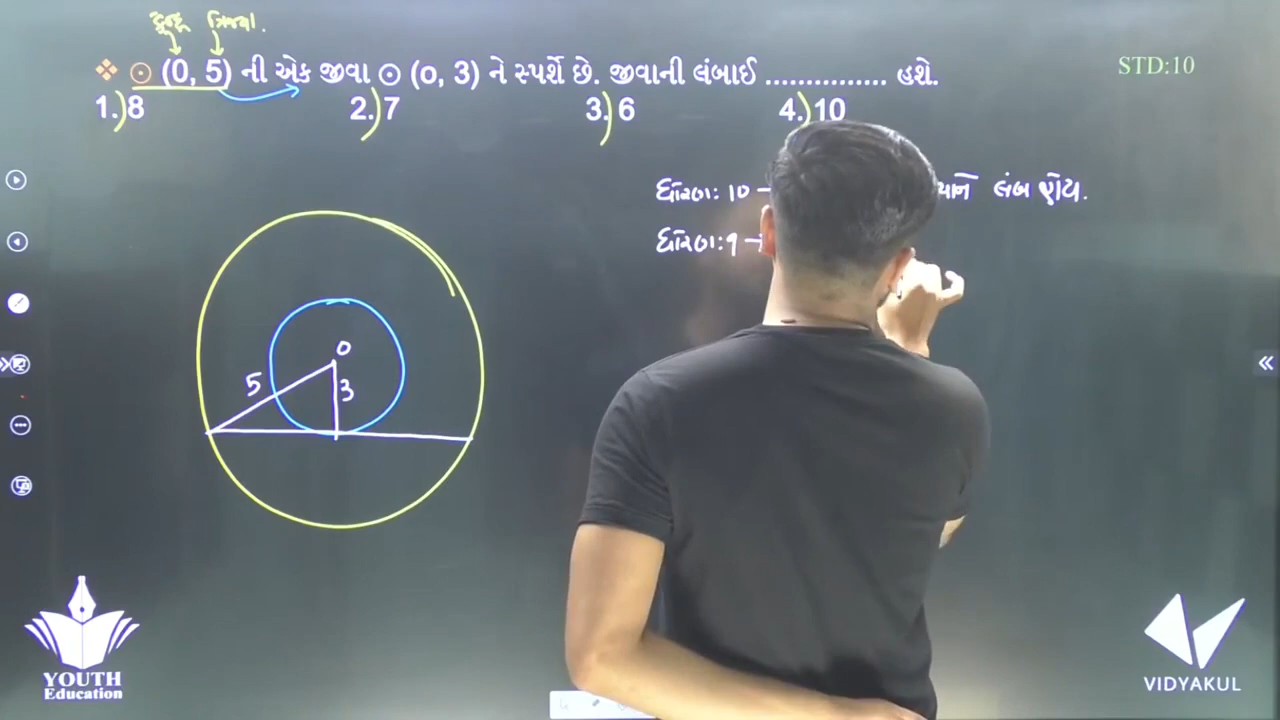 કેન્દ્ર ત્રિજ્યા.
❖ ⊙ (0, 5) ની એક જીવા ⊙ (o, 3) ને સ્પર્શે છે. જીવાની લંબાઈ ............... હશે.
STD:10
1.) 8 2.) 7 3.) 6 4.) 10
ધોરણ: 10 - લંબ હોય.
ધોરણ: 9 -
0
5
3
YOUTH
Education
VIDYAKUL